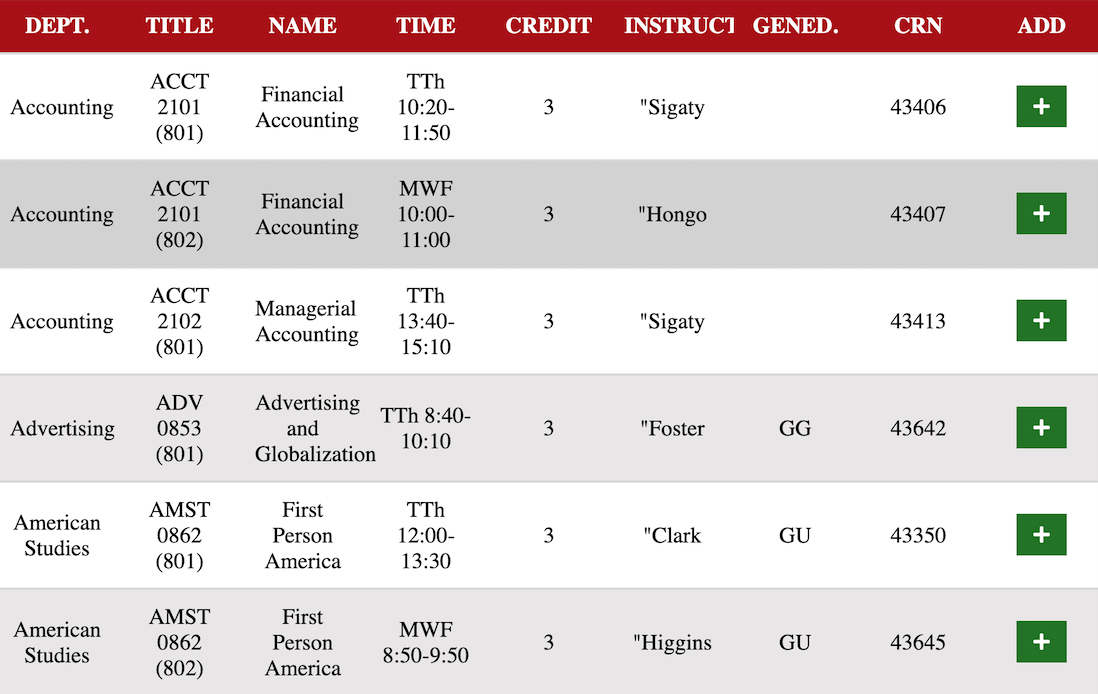 DEPT. TITLE NAME TIME CREDIT INSTRUCT GENED. CRN ADD
Accounting
ACCT
2101
(801)
Financial
Accounting
TTh
10:20-
11:50
3
"Sigaty
43406
+
Accounting
ACCT
2101
(802)
Financial
Accounting
MWF
10:00-
11:00
3
"Hongo
43407
+
Accounting
ACCT
2102
(801)
Managerial
Accounting
TTh
13:40-
15:10
3
"Sigaty
43413
+
Advertising
ADV
0853
(801)
Advertising
and
Globalization
TTh 8:40-
10:10
3
"Foster
GG
43642
+
American
Studies
AMST
0862
(801)
First
Person
America
TTh
12:00-
13:30
3
"Clark
GU
43350
+
American
Studies
AMST
0862
(802)
First
Person
America
MWF
8:50-9:50
3
"Higgins
GU
43645
+